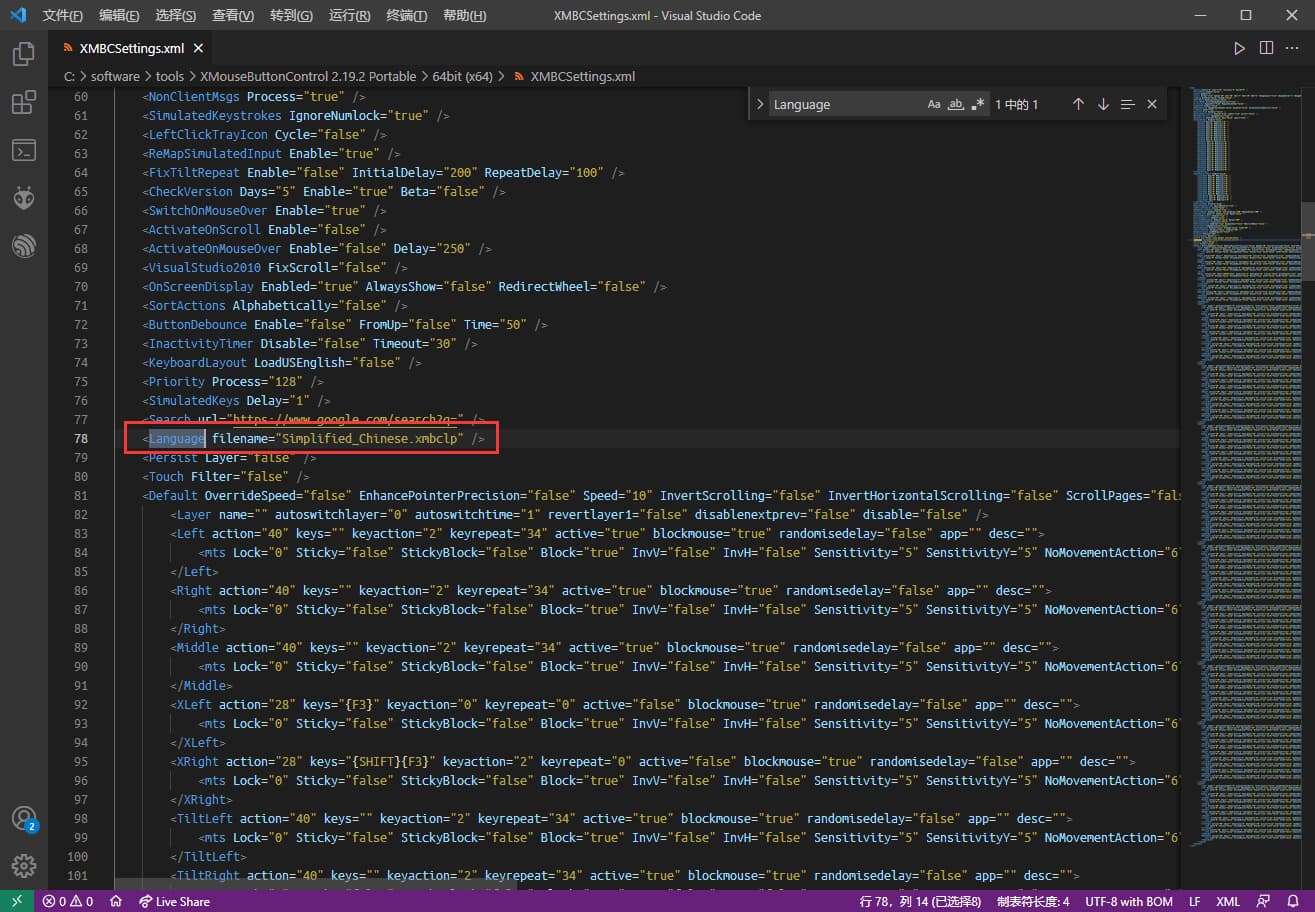 文件(F) 编辑(E) 选择(S) 查看(V) 转到(G) 运行(R) 终端(T) 帮助(H) XMBCSettings.xml - Visual Studio Code
XMBCSettings.xml
C: > software > tools > XMouseButtonControl 2.19.2 Portable > 64bit (x64) > XMBCSettings.xml
Language Aa ab 1 中的 1
60 <NonClientMsgs Process="true" />
61 <SimulatedKeystrokes IgnoreNumlock="true" />
62 <LeftClickTrayIcon Cycle="false" />
63 <ReMapSimulatedInput Enable="true" />
64 <FixTiltRepeat Enable="false" InitialDelay="200" RepeatDelay="100" />
65 <CheckVersion Days="5" Enable="true" Beta="false" />
66 <SwitchOnMouseOver Enable="true" />
67 <ActivateOnScroll Enable="false" />
68 <ActivateOnMouseOver Enable="false" Delay="250" />
69 <VisualStudio2010 FixScroll="false" />
70 <OnScreenDisplay Enabled="true" AlwaysShow="false" RedirectWheel="false" />
71 <SortActions Alphabetically="false" />
72 <ButtonDebounce Enable="false" FromUp="false" Time="50" />
73 <InactivityTimer Disable="false" Timeout="30" />
74 <KeyboardLayout LoadUSEnglish="false" />
75 <Priority Process="128" />
76 <SimulatedKeys Delay="1" />
77 <Search url="https://www.google.com/search?q=" />
78 <Language filename="Simplified_Chinese.xmbclp" />
79 <Persist Layer="false" />
80 <Touch Filter="false" />
81 <Default OverrideSpeed="false" EnhancePointerPrecision="false" Speed="10" InvertScrolling="false" InvertHorizontalScrolling="false" ScrollPages="fals
82 <Layer name="" autoswitchlayer="0" autoswitchtime="1" revertlayer1="false" disablenextprev="false" disable="false" />
83 <Left action="40" keys="" keyaction="2" keyrepeat="34" active="true" blockmouse="true" randomisedelay="false" app="" desc="">
84 <mts Lock="0" Sticky="false" StickyBlock="false" Block="true" InvV="false" InvH="false" Sensitivity="5" SensitivityY="5" NoMovementAction="6
85 </Left>
86 <Right action="40" keys="" keyaction="2" keyrepeat="34" active="true" blockmouse="true" randomisedelay="false" app="" desc="">
87 <mts Lock="0" Sticky="false" StickyBlock="false" Block="true" InvV="false" InvH="false" Sensitivity="5" SensitivityY="5" NoMovementAction="6
88 </Right>
89 <Middle action="40" keys="" keyaction="2" keyrepeat="34" active="true" blockmouse="true" randomisedelay="false" app="" desc="">
90 <mts Lock="0" Sticky="false" StickyBlock="false" Block="true" InvV="false" InvH="false" Sensitivity="5" SensitivityY="5" NoMovementAction="6
91 </Middle>
92 <XLeft action="28" keys="{F3}" keyaction="0" keyrepeat="0" active="false" blockmouse="true" randomisedelay="false" app="" desc="">
93 <mts Lock="0" Sticky="false" StickyBlock="false" Block="true" InvV="false" InvH="false" Sensitivity="5" SensitivityY="5" NoMovementAction="6
94 </XLeft>
95 <XRight action="28" keys="{SHIFT}{F3}" keyaction="2" keyrepeat="0" active="false" blockmouse="true" randomisedelay="false" app="" desc="">
96 <mts Lock="0" Sticky="false" StickyBlock="false" Block="true" InvV="false" InvH="false" Sensitivity="5" SensitivityY="5" NoMovementAction="6
97 </XRight>
98 <TiltLeft action="40" keys="" keyaction="2" keyrepeat="34" active="true" blockmouse="true" randomisedelay="false" app="" desc="">
99 <mts Lock="0" Sticky="false" StickyBlock="false" Block="true" InvV="false" InvH="false" Sensitivity="5" SensitivityY="5" NoMovementAction="6
100 </TiltLeft>
101 <TiltRight action="40" keys="" keyaction="2" keyrepeat="34" active="true" blockmouse="true" randomisedelay="false" app="" desc="">
2
0 0 Live Share 行 78，列 14 (已选择8) 制表符长度: 4 UTF-8 with BOM LF XML